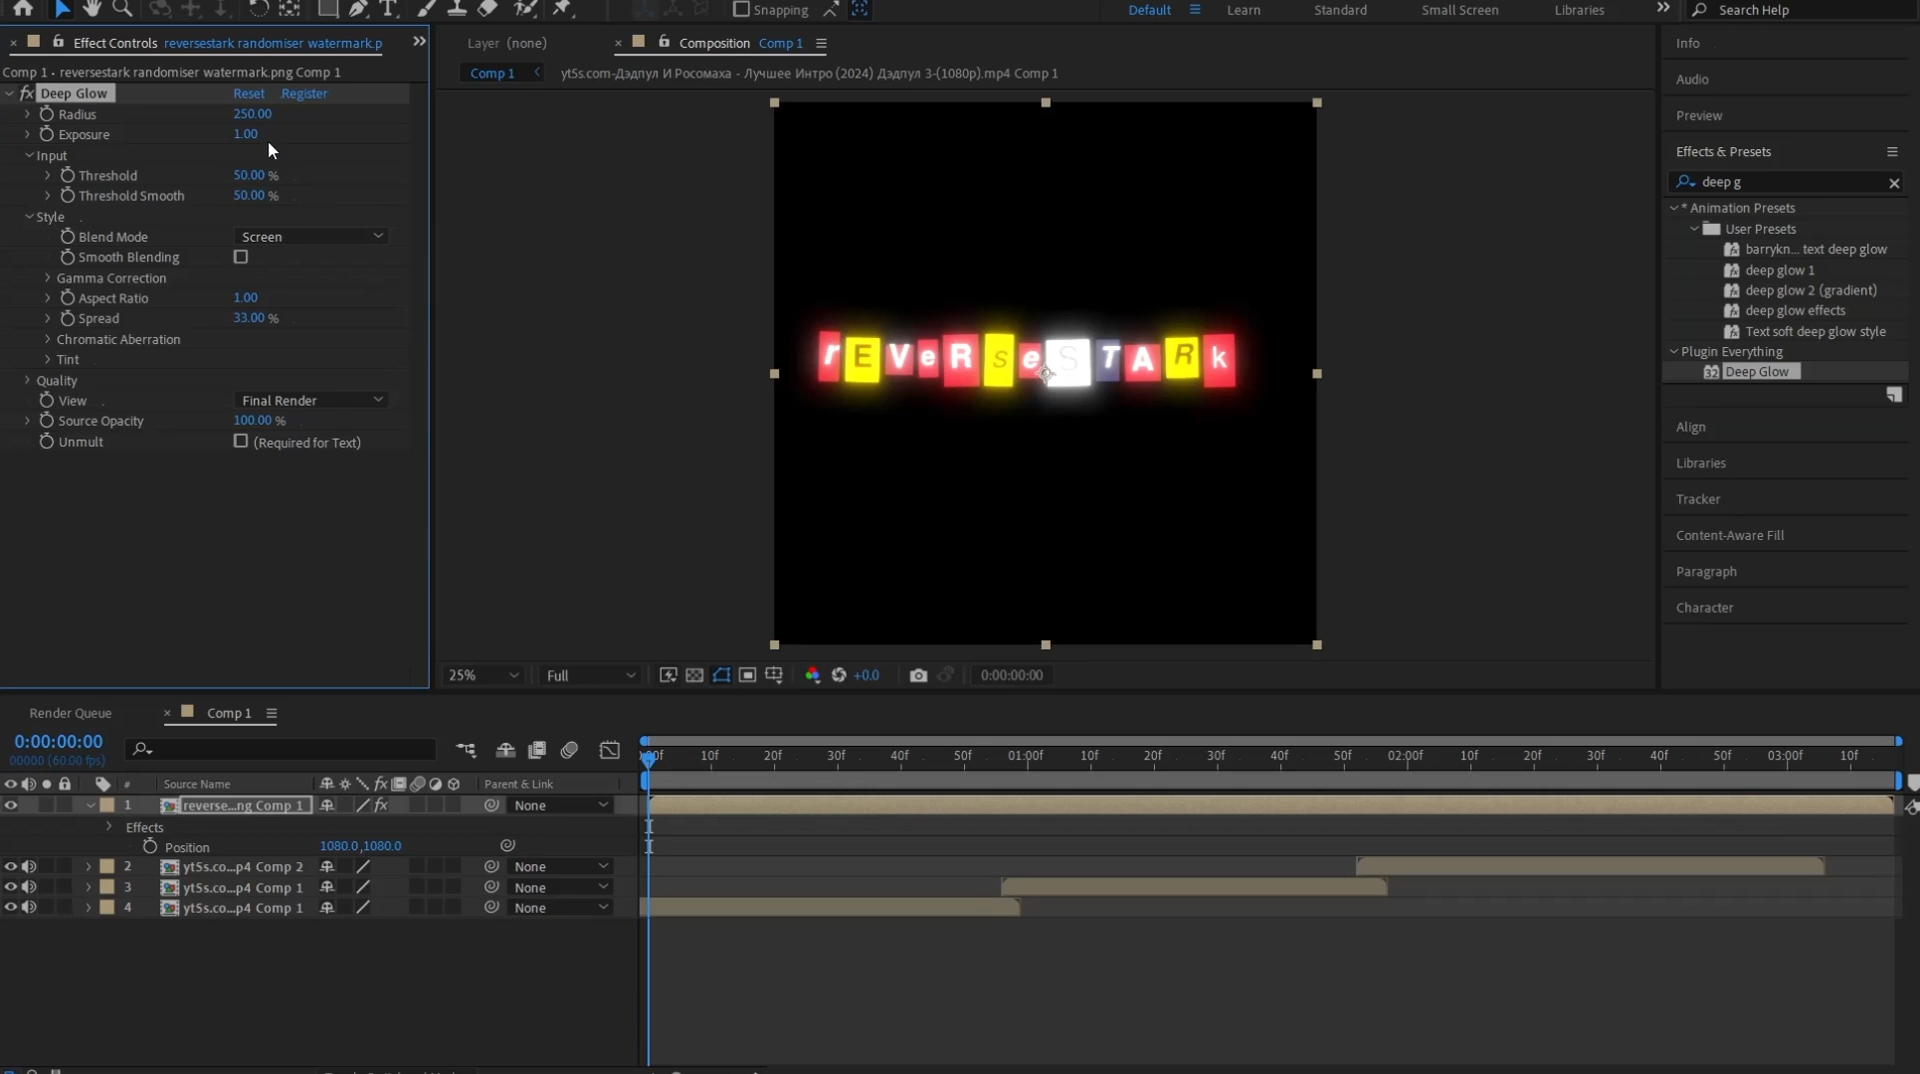 Snapping
Default
Learn
Standard
Small Screen
Libraries
Search Help
Effect Controls reversestark randomiser watermark.p
Layer (none)
Composition Comp 1
Info
Comp 1 • reversestark randomiser watermark.png Comp 1
Comp 1
yt5s.com-Дэдпул И Росомаха - Лучшее Интро (2024) Дэдпул 3-(1080p).mp4 Comp 1
Audio
fx Deep Glow Reset Register
Radius 250.00
Preview
Exposure 1.00
Input
Effects & Presets
Threshold 50.00 %
deep g
Threshold Smooth 50.00 %
* Animation Presets
Style
User Presets
Blend Mode Screen
barrykn... text deep glow
Smooth Blending
deep glow 1
Gamma Correction
deep glow 2 (gradient)
Aspect Ratio 1.00
deep glow effects
Spread 33.00 %
Text soft deep glow style
Chromatic Aberration
Plugin Everything
Tint
Deep Glow
rEVeRSeSTARk
Quality
View Final Render
Source Opacity 100.00 %
Align
Unmult (Required for Text)
Libraries
Tracker
Content-Aware Fill
Paragraph
Character
25%
Full
+0.0
0:00:00:00
Render Queue
Comp 1
0:00:00:00
00000 (60.00 fps)
:00f 10f 20f 30f 40f 50f 01:00f 10f 20f 30f 40f 50f 02:00f 10f 20f 30f 40f 50f 03:00f 10f
# Source Name fx Parent & Link
1 reverse...ng Comp 1 fx None
Effects
Position 1080.0,1080.0
2 yt5s.co...p4 Comp 2 None
3 yt5s.co...p4 Comp 1 None
4 yt5s.co...p4 Comp 1 None